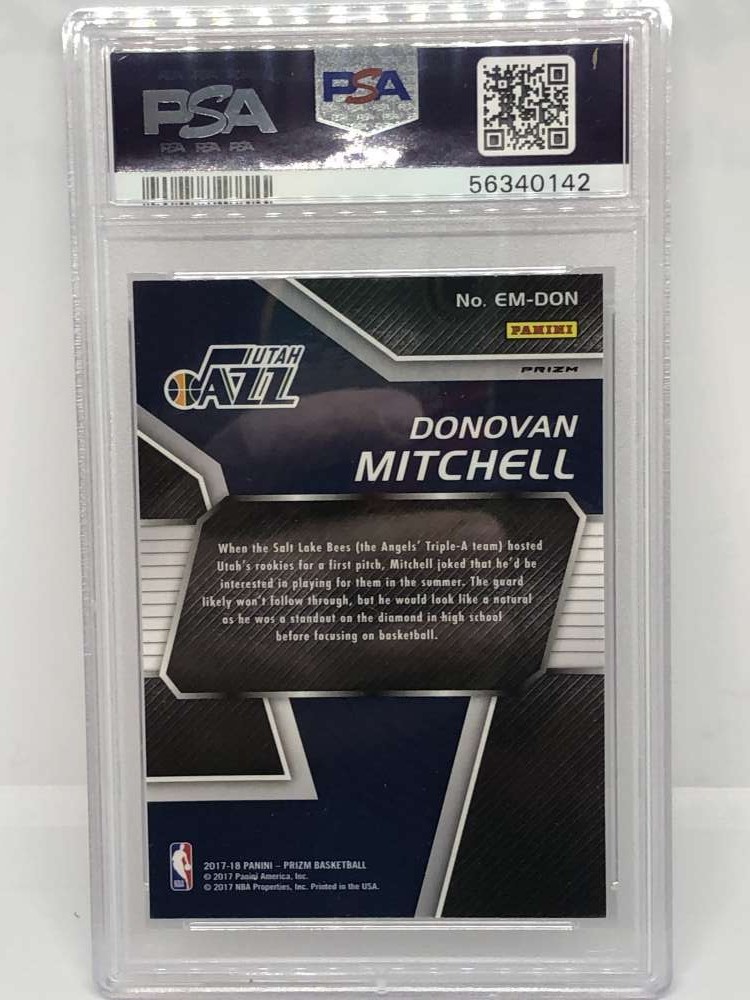 PSA
PSA
PSA PSA PSA
56340142
No. EM-DON
PANINI
PRIZM
UTAH
JAZZ
DONOVAN
MITCHELL
When the Salt Lake Bees (the Angels' Triple-A team) hosted
Utah's rookies for a first pitch, Mitchell joked that he'd be
interested in playing for them in the summer. The guard
likely won't follow through, but he would look like a natural
as he was a standout on the diamond in high school
before focusing on basketball.
NBA
2017-18 PANINI – PRIZM BASKETBALL
© 2017 Panini America, Inc.
© 2017 NBA Properties, Inc. Printed in the USA.